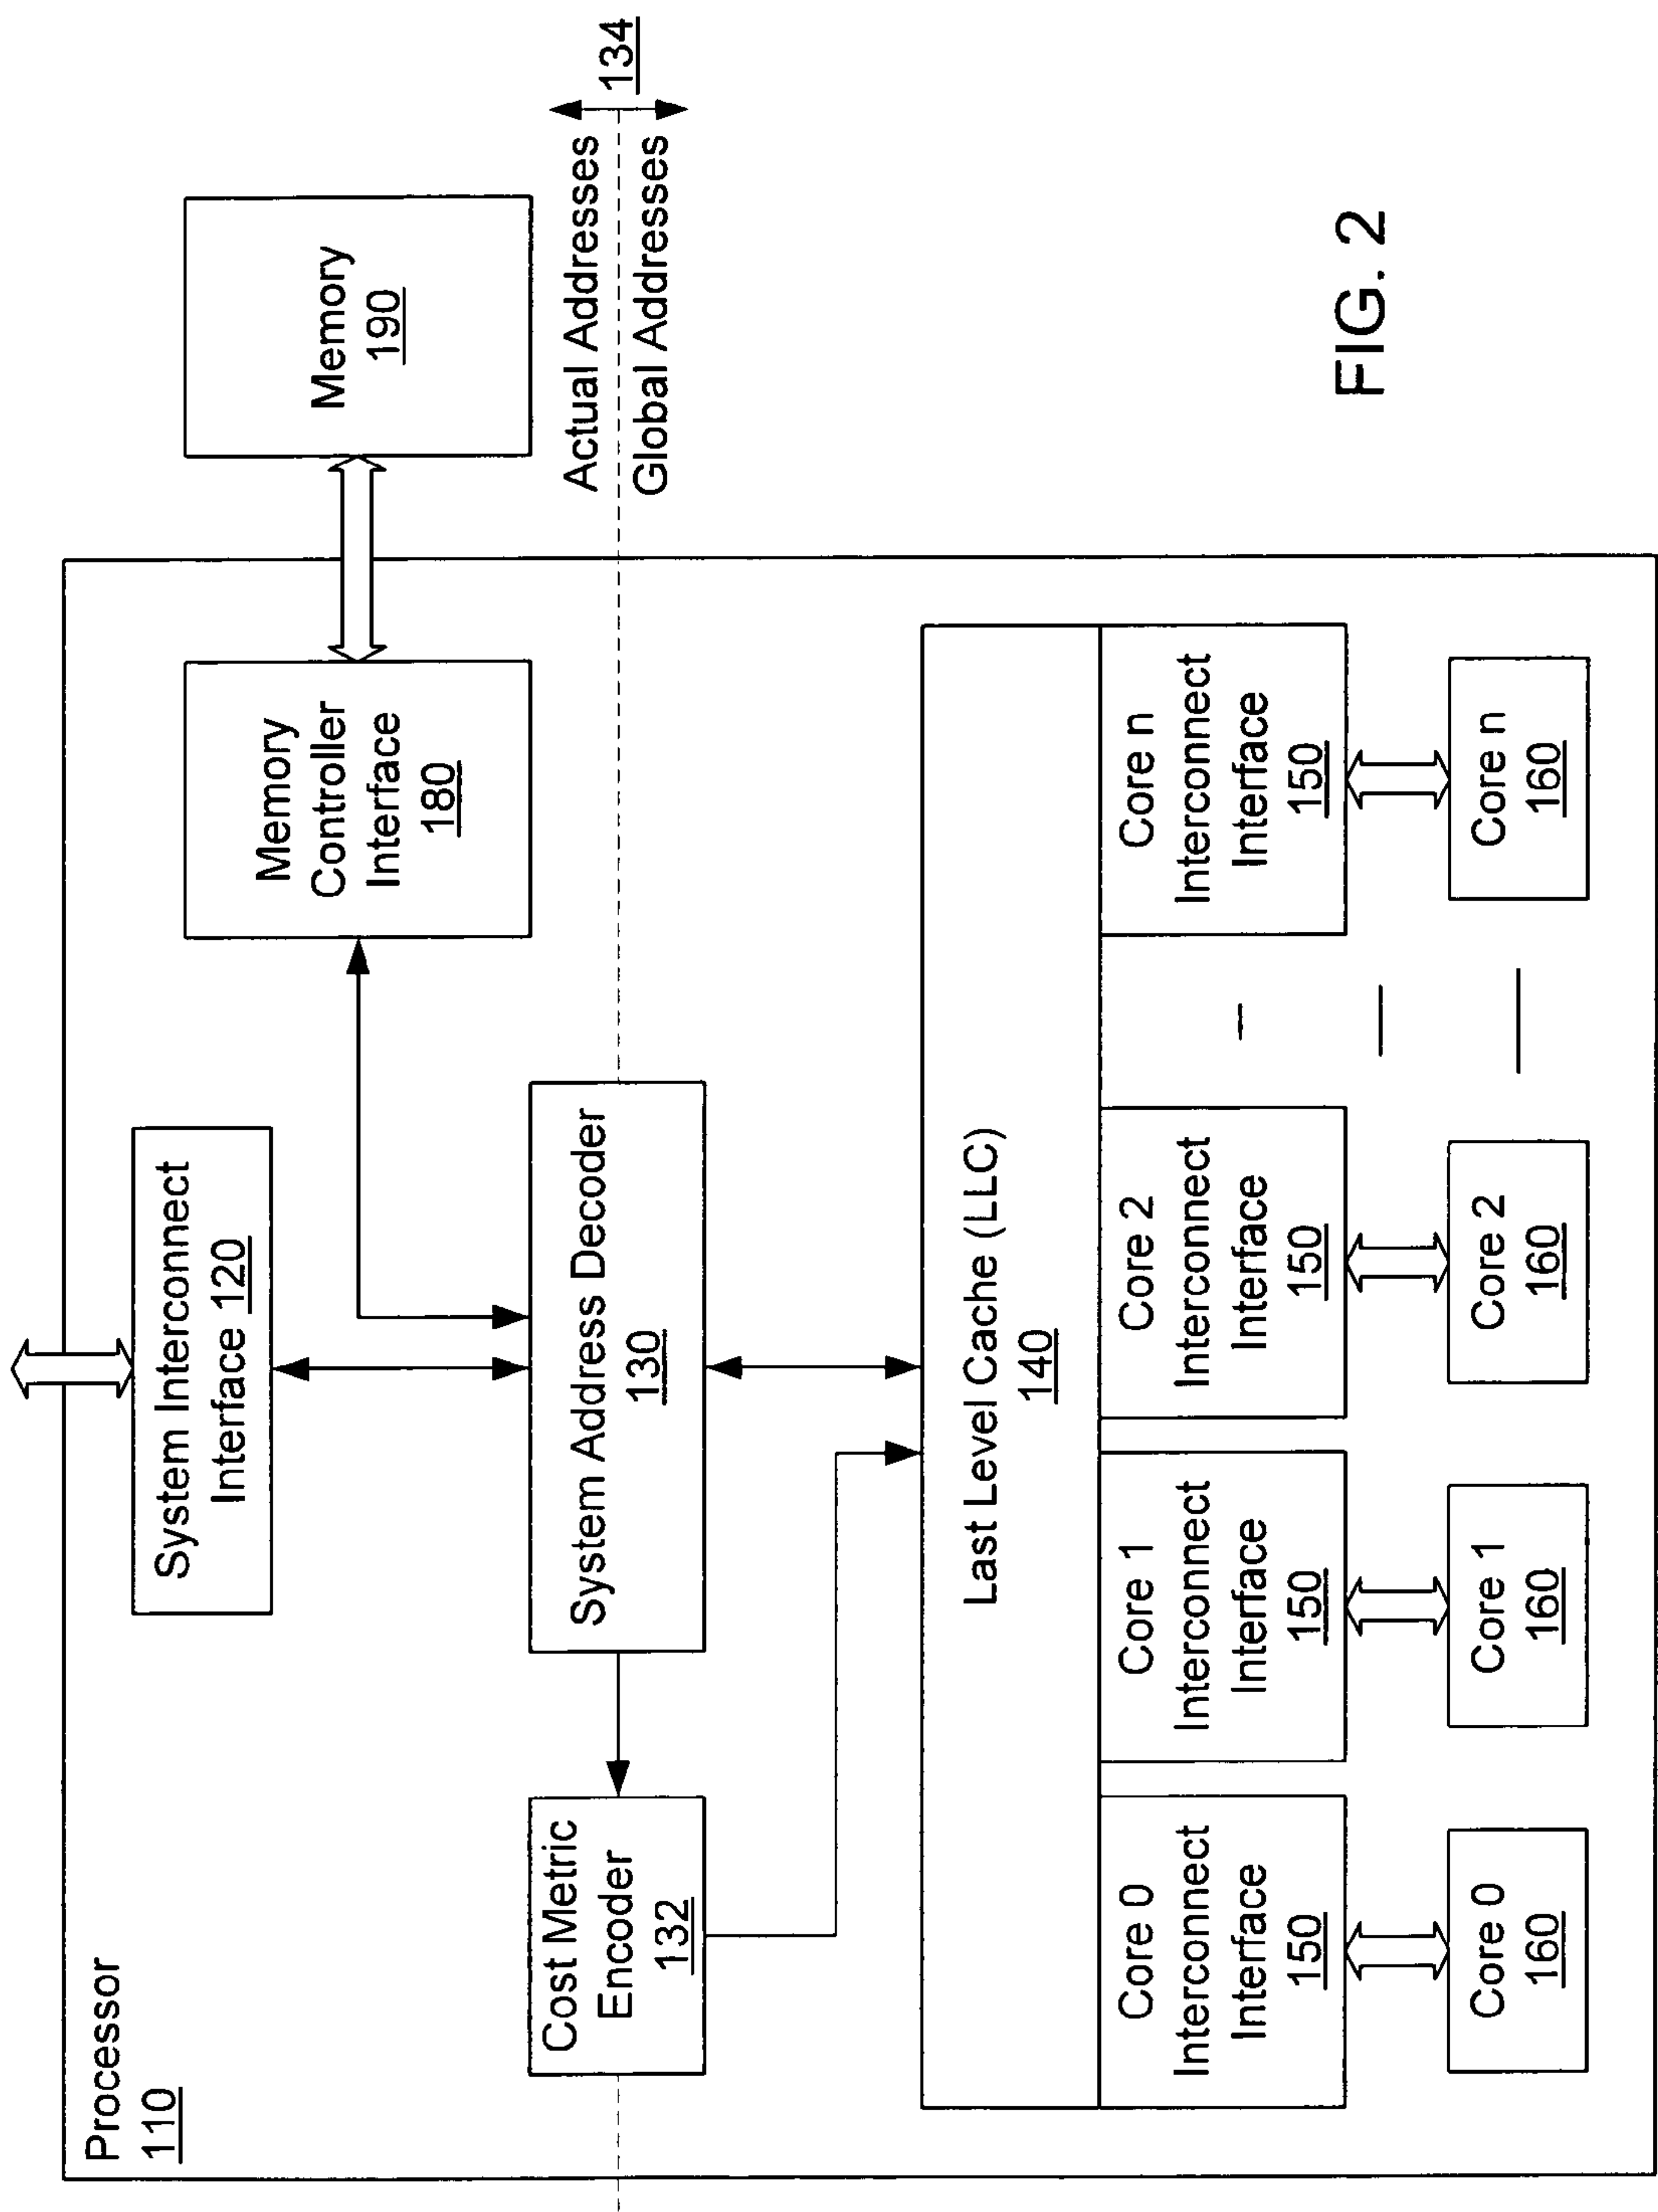 Processor
110
System Interconnect
Interface 120
Memory
Controller
Interface
180
Memory
190
Cost Metric
Encoder
132
System Address Decoder
130
Actual Addresses
Global Addresses
134
Last Level Cache (LLC)
140
Core 0
Interconnect
Interface
150
Core 1
Interconnect
Interface
150
Core 2
Interconnect
Interface
150
Core n
Interconnect
Interface
150
Core 0
160
Core 1
160
Core 2
160
Core n
160
FIG. 2